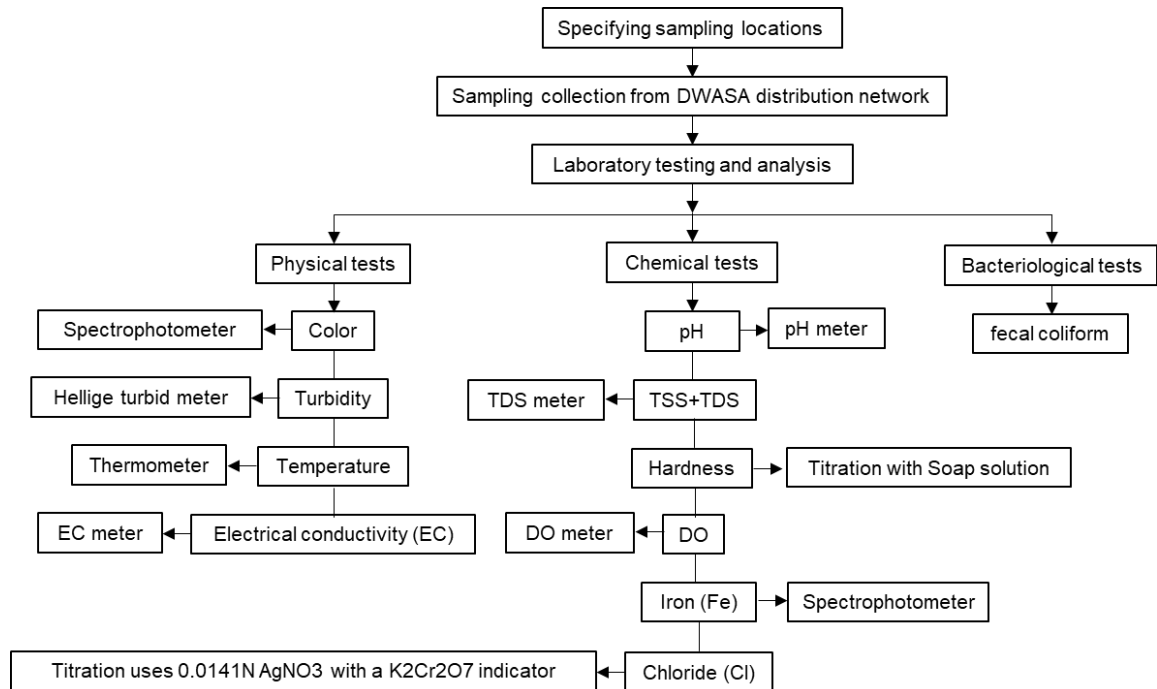 Specifying sampling locations
Sampling collection from DWASA distribution network
Laboratory testing and analysis
Physical tests
Chemical tests
Bacteriological tests
Spectrophotometer
Color
pH
pH meter
fecal coliform
Hellige turbid meter
Turbidity
TDS meter
TSS+TDS
Thermometer
Temperature
Hardness
Titration with Soap solution
EC meter
Electrical conductivity (EC)
DO meter
DO
Iron (Fe)
Spectrophotometer
Titration uses 0.0141N AgNO3 with a K2Cr2O7 indicator
Chloride (Cl)